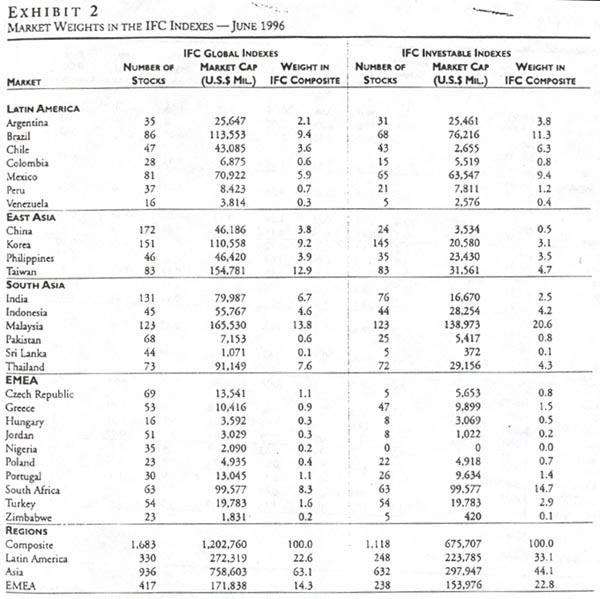 EXHIBIT 2
MARKET WEIGHTS IN THE IFC INDEXES — JUNE 1996
IFC GLOBAL INDEXES IFC INVESTABLE INDEXES
NUMBER OF MARKET CAP WEIGHT IN NUMBER OF MARKET CAP WEIGHT IN
MARKET STOCKS (U.S.$ MIL.) IFC COMPOSITE STOCKS (U.S.$ MIL.) IFC COMPOSITE
LATIN AMERICA
Argentina 35 25,647 2.1 31 25,461 3.8
Brazil 86 113,553 9.4 68 76,216 11.3
Chile 47 43,085 3.6 43 2,655 6.3
Colombia 28 6,875 0.6 15 5,519 0.8
Mexico 81 70,922 5.9 65 63,547 9.4
Peru 37 8,423 0.7 21 7,811 1.2
Venezuela 16 3,814 0.3 5 2,576 0.4
EAST ASIA
China 172 46,186 3.8 24 3,534 0.5
Korea 151 110,558 9.2 145 20,580 3.1
Philippines 46 46,420 3.9 35 23,430 3.5
Taiwan 83 154,781 12.9 83 31,561 4.7
SOUTH ASIA
India 131 79,987 6.7 76 16,670 2.5
Indonesia 45 55,767 4.6 44 28,254 4.2
Malaysia 123 165,530 13.8 123 138,973 20.6
Pakistan 68 7,153 0.6 25 5,417 0.8
Sri Lanka 44 1,071 0.1 5 372 0.1
Thailand 73 91,149 7.6 72 29,156 4.3
EMEA
Czech Republic 69 13,541 1.1 5 5,653 0.8
Greece 53 10,416 0.9 47 9,899 1.5
Hungary 16 3,592 0.3 8 3,069 0.5
Jordan 51 3,029 0.3 8 1,022 0.2
Nigeria 35 2,090 0.2 0 0 0.0
Poland 23 4,935 0.4 22 4,918 0.7
Portugal 30 13,045 1.1 26 9,634 1.4
South Africa 63 99,577 8.3 63 99,577 14.7
Turkey 54 19,783 1.6 54 19,783 2.9
Zimbabwe 23 1,831 0.2 5 420 0.1
REGIONS
Composite 1,683 1,202,760 100.0 1,118 675,707 100.0
Latin America 330 272,319 22.6 248 223,785 33.1
Asia 936 758,603 63.1 632 297,947 44.1
EMEA 417 171,838 14.3 238 153,976 22.8